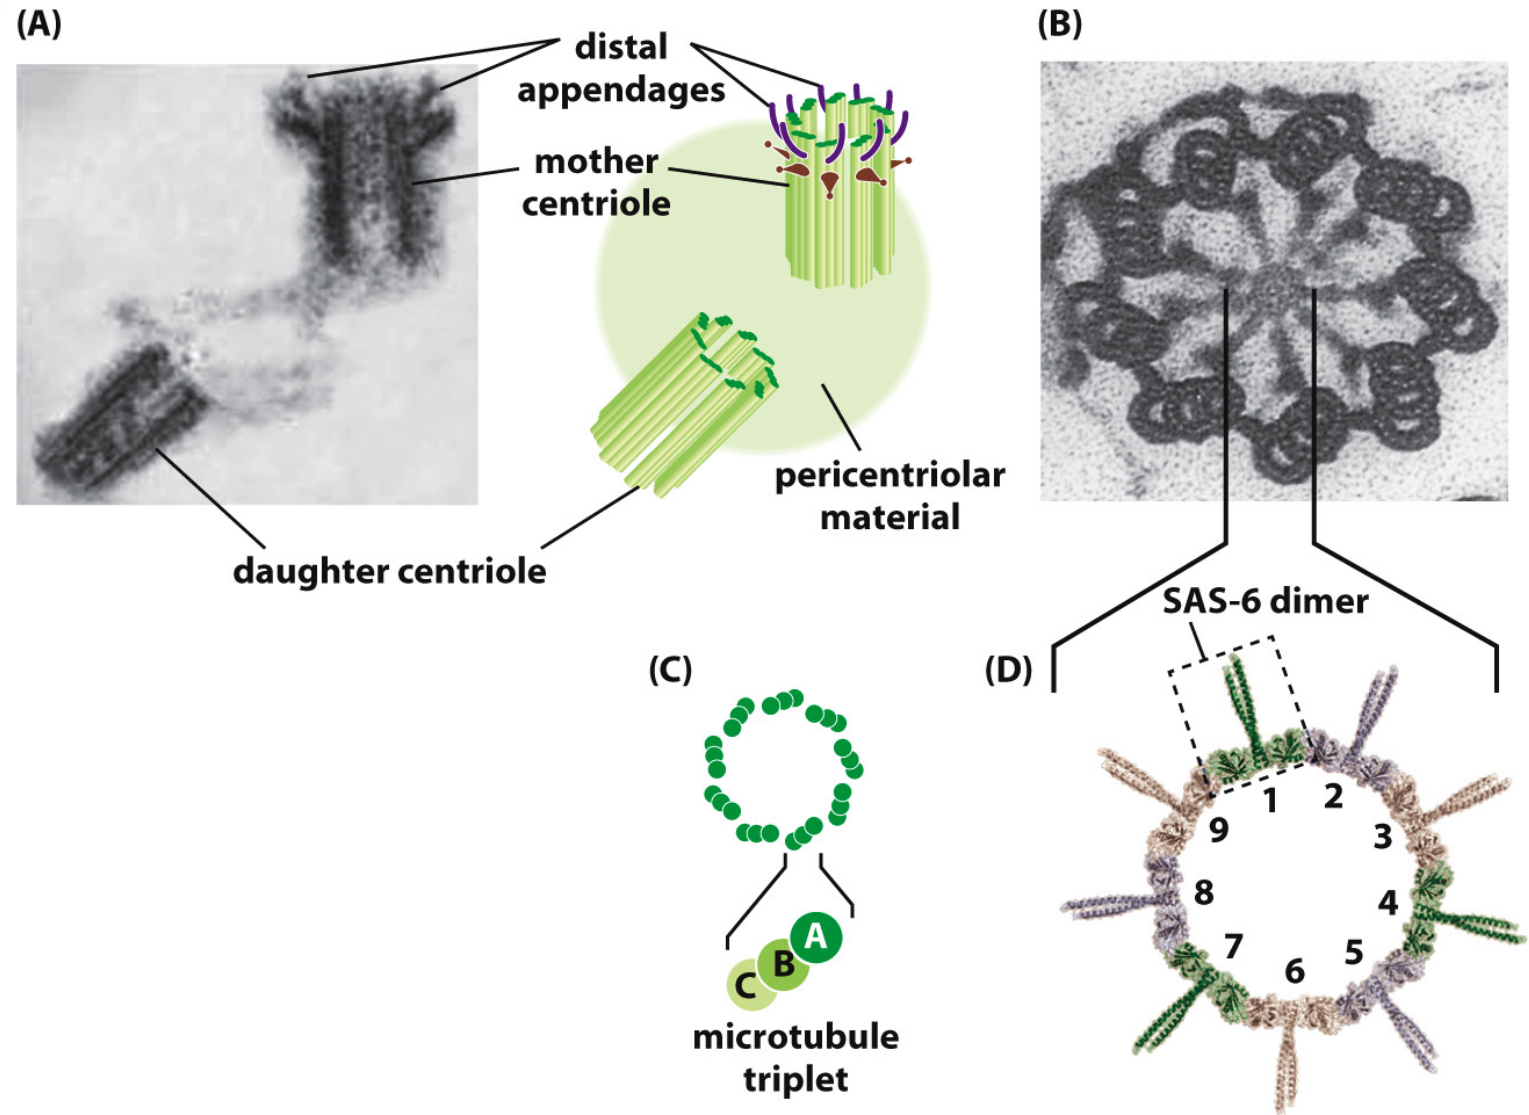 (A)
distal
appendages
mother
centriole
pericentriolar
material
daughter centriole
(B)
SAS-6 dimer
(C)
A
B
C
microtubule
triplet
(D)
1
2
3
4
5
6
7
8
9